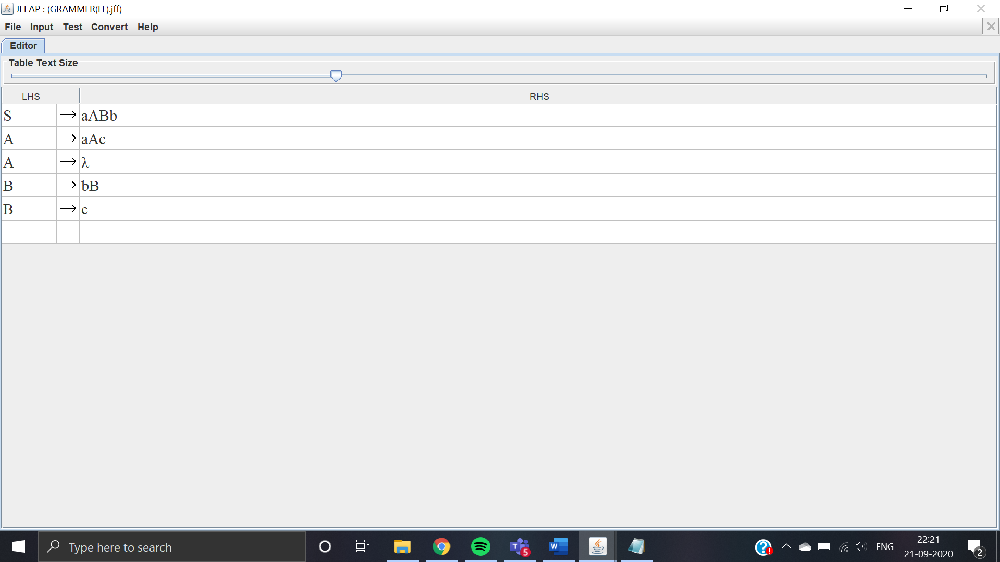 JFLAP : (GRAMMER(LL).jff)
File Input Test Convert Help
Editor
Table Text Size
LHS RHS
S → aABb
A → aAc
A → λ
B → bB
B → c
Type here to search
T 5
W
ENG
22:21
21-09-2020
2